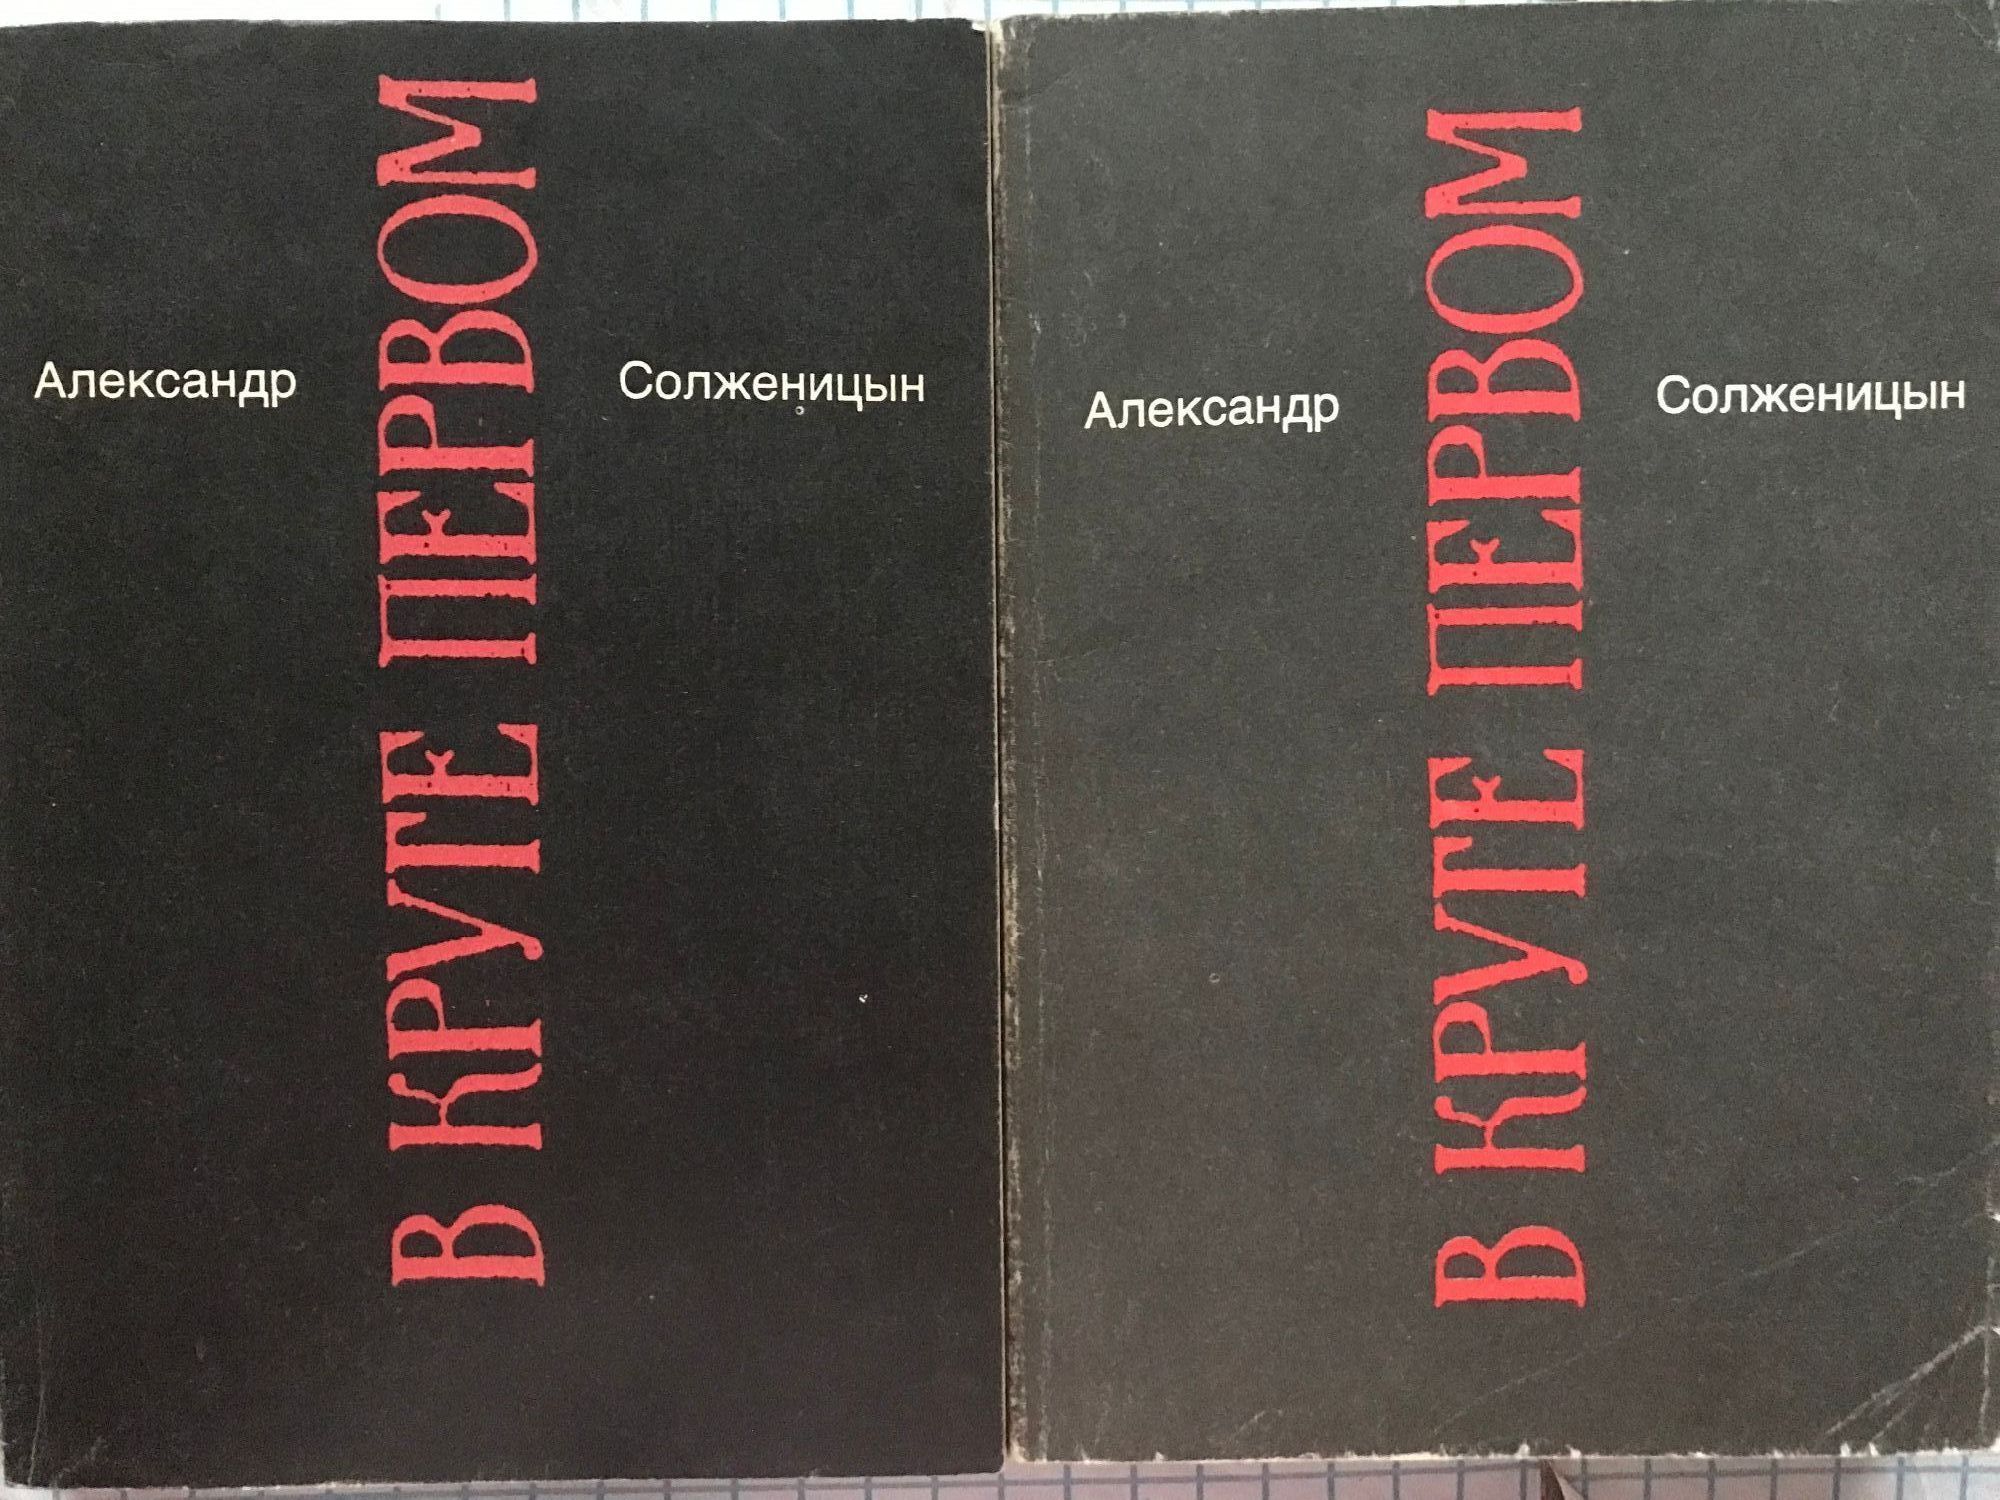 Александр
В КРУГЕ ПЕРВОМ
Солженицын
Александр
В КРУГЕ ПЕРВОМ
Солженицын